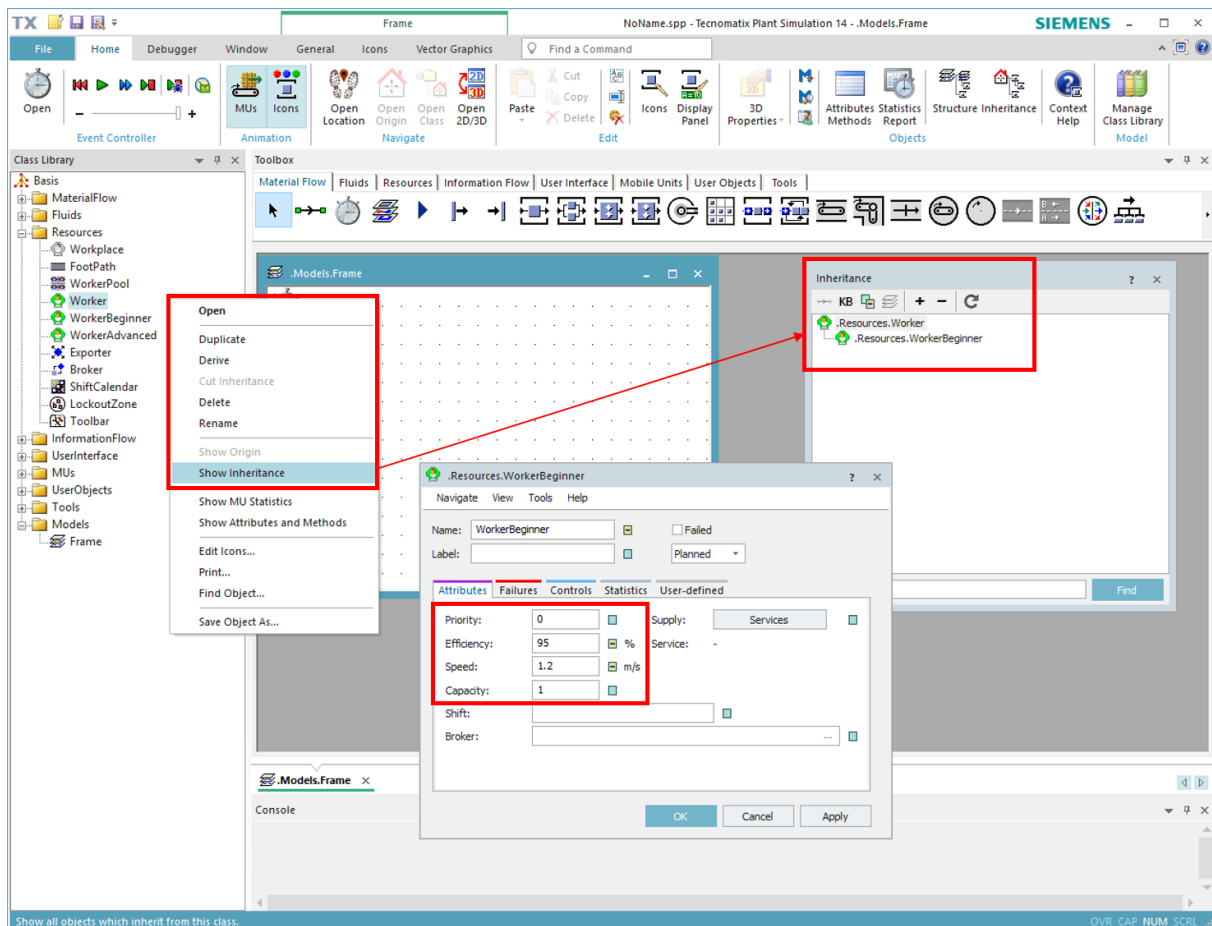 TX
Frame
NoName.spp - Tecnomatix Plant Simulation 14 - .Models.Frame
SIEMENS
File Home Debugger Window General Icons Vector Graphics Find a Command
Open
Event Controller
MUs Icons
Animation
Open Location Open Origin Open Class Open 2D/3D
Navigate
Paste Cut Copy Delete Icons Display Panel
Edit
3D Properties Attributes Methods Statistics Report Structure Inheritance
Objects
Context Help
Manage Class Library
Model
Class Library
Toolbox
Material Flow Fluids Resources Information Flow User Interface Mobile Units User Objects Tools
Basis
MaterialFlow
Fluids
Resources
Workplace
FootPath
WorkerPool
Worker
WorkerBeginner
WorkerAdvanced
Exporter
Broker
ShiftCalendar
LockoutZone
Toolbar
InformationFlow
UserInterface
MUs
UserObjects
Tools
Models
Frame
.Models.Frame
Open
Duplicate
Derive
Cut Inheritance
Delete
Rename
Show Origin
Show Inheritance
Show MU Statistics
Show Attributes and Methods
Edit Icons...
Print...
Find Object...
Save Object As...
Inheritance ?
KB
.Resources.Worker
.Resources.WorkerBeginner
Find
.Resources.WorkerBeginner ?
Navigate View Tools Help
Name: WorkerBeginner Failed
Label: Planned
Attributes Failures Controls Statistics User-defined
Priority: 0 Supply: Services
Efficiency: 95 % Service: -
Speed: 1.2 m/s
Capacity: 1
Shift:
Broker: ...
OK Cancel Apply
.Models.Frame
Console
Show all objects which inherit from this class.
OVR CAP NUM SCRL